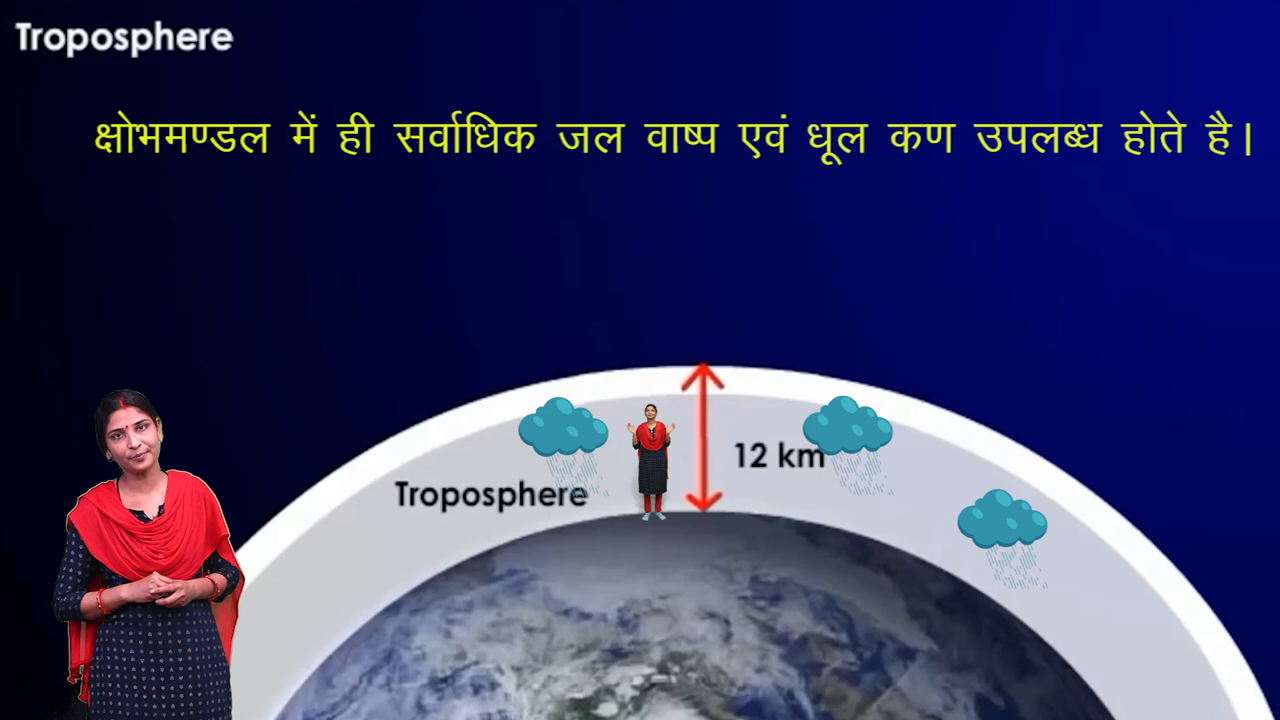 Troposphere
क्षोभमण्डल में ही सर्वाधिक जल वाष्प एवं धूल कण उपलब्ध होते है।
12 km
Troposphere